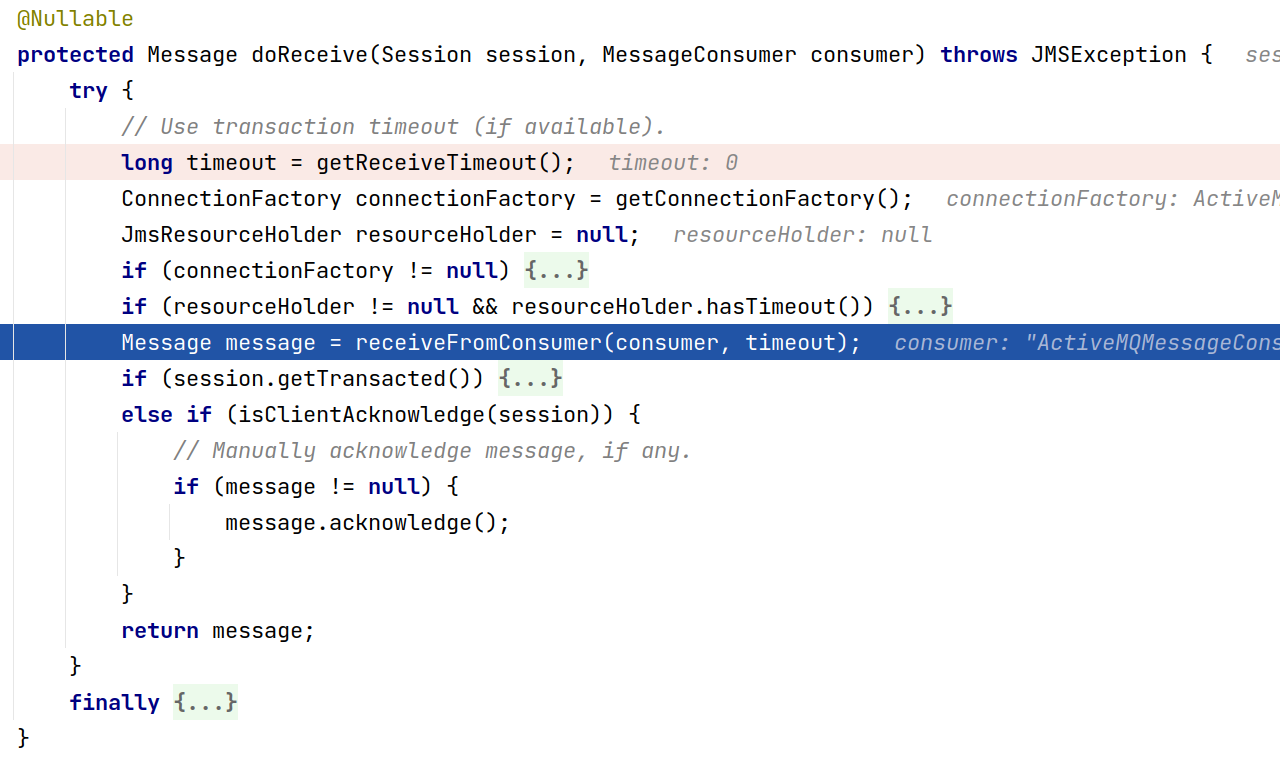 @Nullable
protected Message doReceive(Session session, MessageConsumer consumer) throws JMSException {
try {
// Use transaction timeout (if available).
long timeout = getReceiveTimeout(); timeout: 0
ConnectionFactory connectionFactory = getConnectionFactory(); connectionFactory:
JmsResourceHolder resourceHolder = null; resourceHolder: null
if (connectionFactory != null) {...}
if (resourceHolder != null && resourceHolder.hasTimeout()) {...}
Message message = receiveFromConsumer(consumer, timeout); consumer: "ActiveMQMessageCons
if (session.getTransacted()) {...}
else if (isClientAcknowledge(session)) {
// Manually acknowledge message, if any.
if (message != null) {
message.acknowledge();
}
}
return message;
}
finally {...}
}